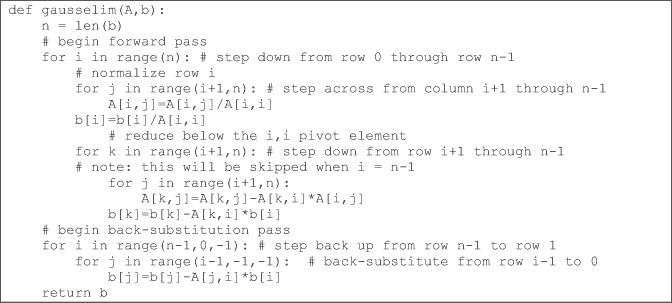 def gausselim(A,b):
    n = len(b)
    # begin forward pass
    for i in range(n): # step down from row 0 through row n-1
        # normalize row i
        for j in range(i+1,n): # step across from column i+1 through n-1
            A[i,j]=A[i,j]/A[i,i]
        b[i]=b[i]/A[i,i]
            # reduce below the i,i pivot element
        for k in range(i+1,n): # step down from row i+1 through n-1
        # note: this will be skipped when i = n-1
            for j in range(i+1,n):
                A[k,j]=A[k,j]-A[k,i]*A[i,j]
            b[k]=b[k]-A[k,i]*b[i]
    # begin back-substitution pass
    for i in range(n-1,0,-1): # step back up from row n-1 to row 1
        for j in range(i-1,-1,-1):  # back-substitute from row i-1 to 0
            b[j]=b[j]-A[j,i]*b[i]
    return b